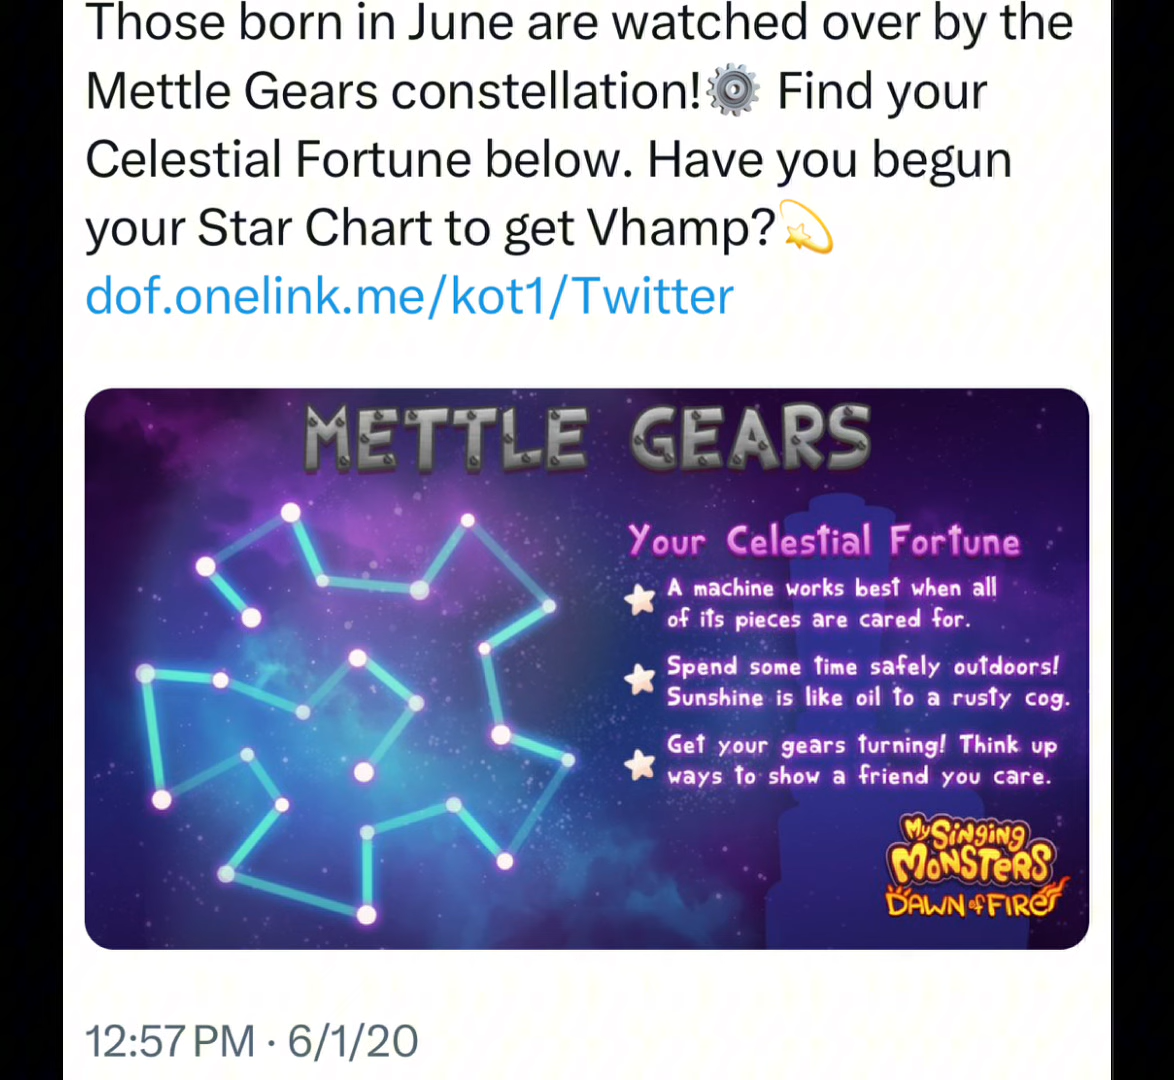 Those born in June are watched over by the
Mettle Gears constellation!⚙️ Find your
Celestial Fortune below. Have you begun
your Star Chart to get Vhamp?💫
dof.onelink.me/kot1/Twitter
METTLE GEARS
Your Celestial Fortune
A machine works best when all
of its pieces are cared for.
Spend some time safely outdoors!
Sunshine is like oil to a rusty cog.
Get your gears turning! Think up
ways to show a friend you care.
My Singing
Monsters
Dawn of Fire
12:57 PM · 6/1/20